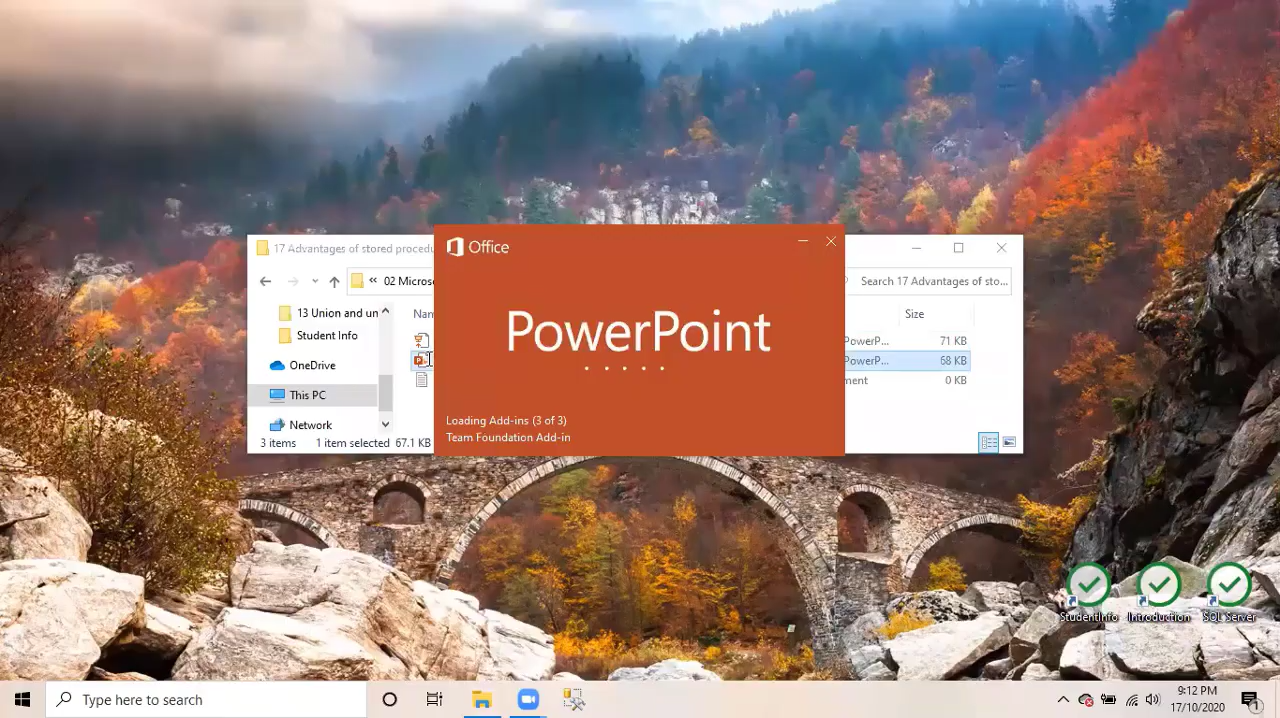 17 Advantages of stored procedu
02 Micros
Search 17 Advantages of sto...
13 Union and un
Student Info
OneDrive
This PC
Network
3 items 1 item selected 67.1 KB
Size
PowerP... 71 KB
PowerP... 68 KB
ment 0 KB
Office
PowerPoint
Loading Add-ins (3 of 3)
Team Foundation Add-in
StudentInfo
Introduction
SQL Server
Type here to search
9:12 PM
17/10/2020
1